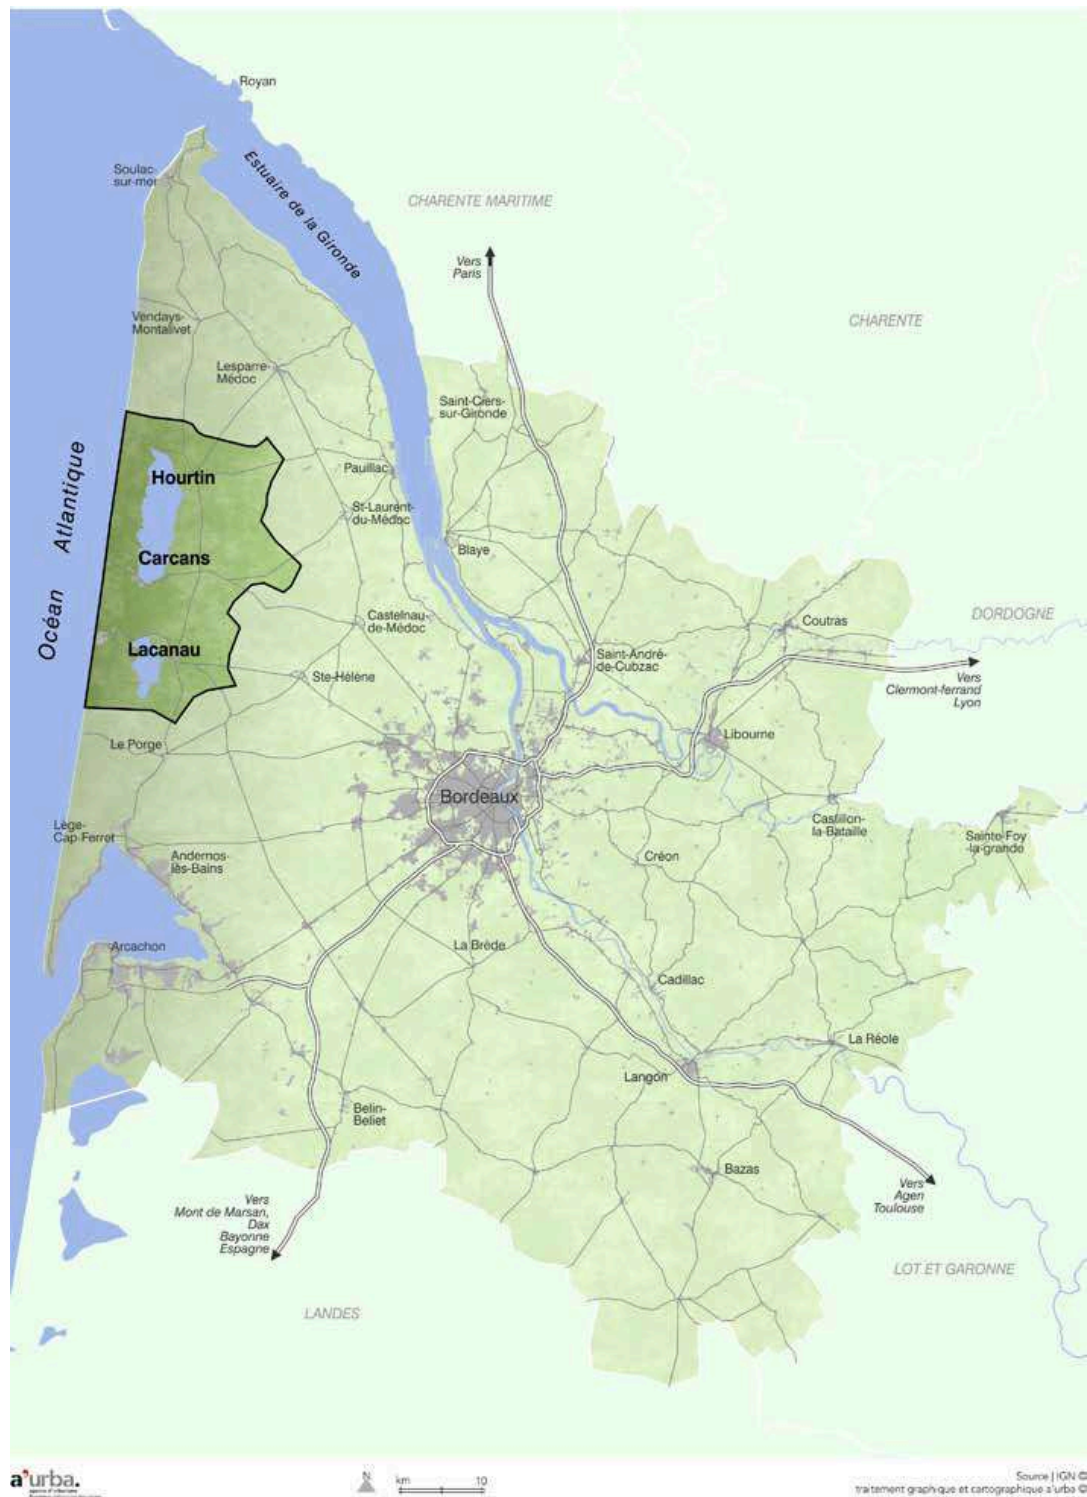 Royan
Estuaire de la Gironde
Soulac-
sur-mer
CHARENTE MARITIME
Vers
Paris
CHARENTE
Vendays-
Montalivet
Lesparre-
Médoc
Saint-Ciers-
sur-Gironde
Océan Atlantique
Hourtin
Pauillac
St-Laurent-
du-Médoc
Blaye
Carcans
Castelnau-
de-Médoc
Coutras
DORDOGNE
Lacanau
Ste-Hélène
Saint-André-
de-Cubzac
Vers
Clermont-ferrand
Lyon
Le Porge
Libourne
Bordeaux
Lège-
Cap-Ferret
Castillon-
la-Bataille
Sainte-Foy
-la-grande
Andernos-
lès-Bains
Créon
Arcachon
La Brède
Cadillac
La Réole
Langon
Belin-
Beliet
Bazas
Vers
Agen
Toulouse
Vers
Mont de Marsan,
Dax
Bayonne
Espagne
LOT ET GARONNE
LANDES
a'urba.
N
km 10
Source | IGN ©
traitement graphique et cartographique a'urba ©